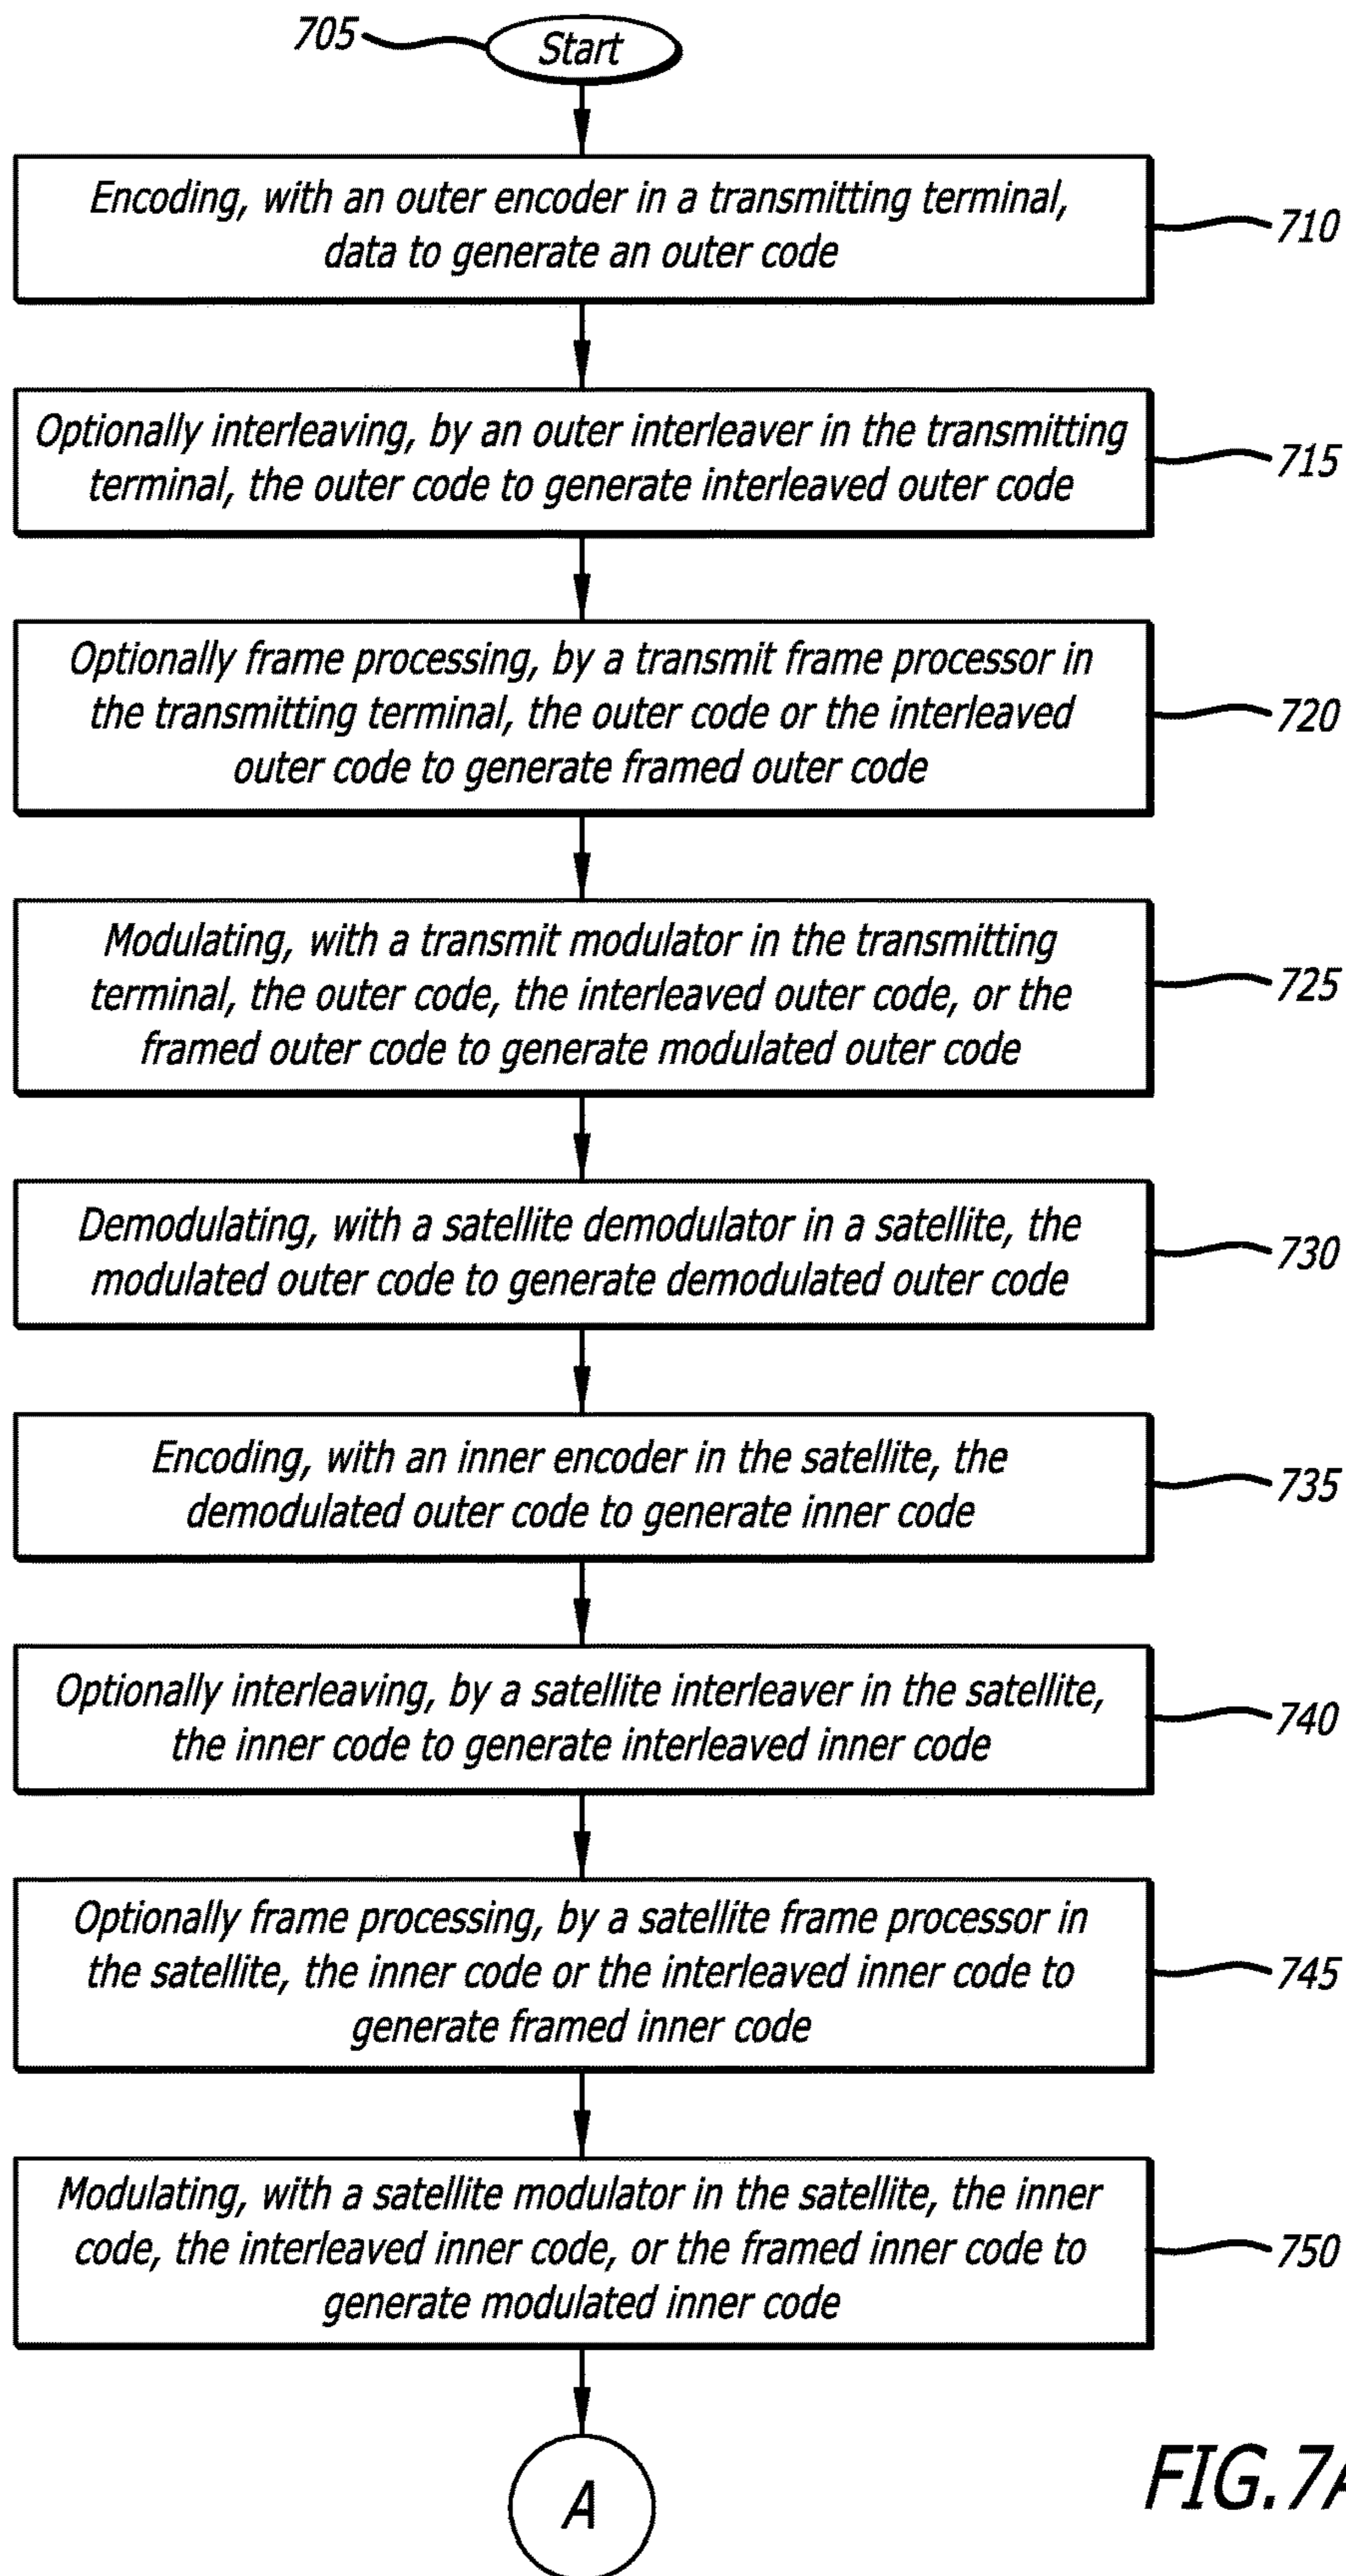 705
Start
Encoding, with an outer encoder in a transmitting terminal,
data to generate an outer code
710
Optionally interleaving, by an outer interleaver in the transmitting
terminal, the outer code to generate interleaved outer code
715
Optionally frame processing, by a transmit frame processor in
the transmitting terminal, the outer code or the interleaved
outer code to generate framed outer code
720
Modulating, with a transmit modulator in the transmitting
terminal, the outer code, the interleaved outer code, or the
framed outer code to generate modulated outer code
725
Demodulating, with a satellite demodulator in a satellite, the
modulated outer code to generate demodulated outer code
730
Encoding, with an inner encoder in the satellite, the
demodulated outer code to generate inner code
735
Optionally interleaving, by a satellite interleaver in the satellite,
the inner code to generate interleaved inner code
740
Optionally frame processing, by a satellite frame processor in
the satellite, the inner code or the interleaved inner code to
generate framed inner code
745
Modulating, with a satellite modulator in the satellite, the inner
code, the interleaved inner code, or the framed inner code to
generate modulated inner code
750
A
FIG.7A